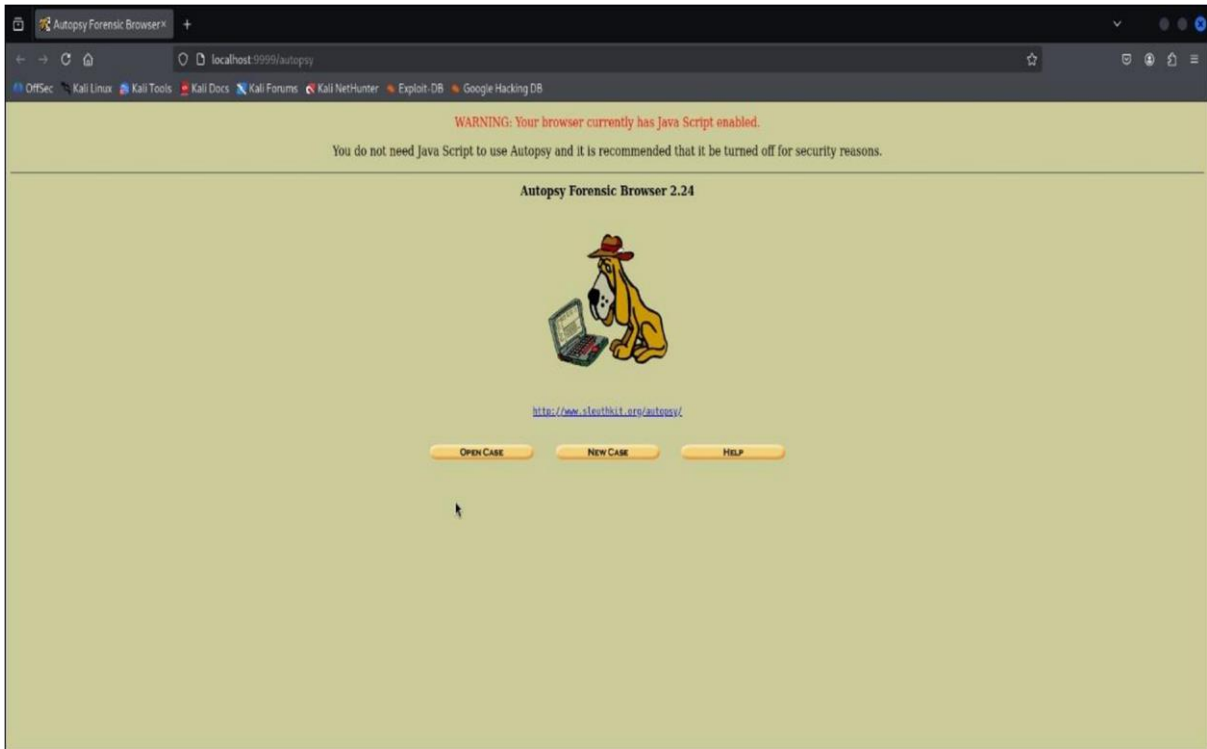 Autopsy Forensic Browser
localhost:9999/autopsy
OffSec Kali Linux Kali Tools Kali Docs Kali Forums Kali NetHunter Exploit-DB Google Hacking DB
WARNING: Your browser currently has Java Script enabled.
You do not need Java Script to use Autopsy and it is recommended that it be turned off for security reasons.
Autopsy Forensic Browser 2.24
http://www.sleuthkit.org/autopsy/
OPEN CASE NEW CASE HELP